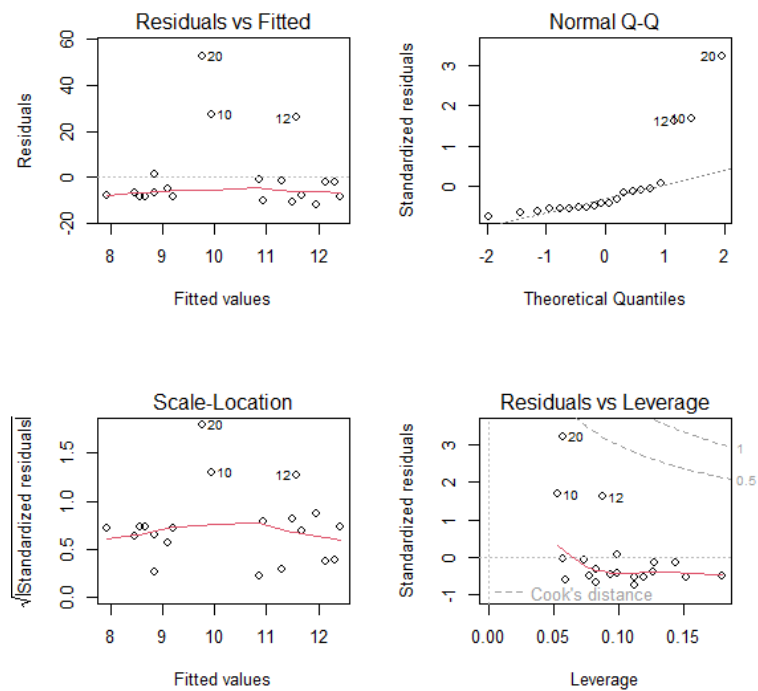 Residuals vs Fitted
Residuals
60
40
20
0
-20
20
10
12
8 9 10 11 12
Fitted values
Normal Q-Q
Standardized residuals
3
2
1
0
20
12
10
-2 -1 0 1 2
Theoretical Quantiles
Scale-Location
√|Standardized residuals|
1.5
1.0
0.5
0.0
20
10
12
8 9 10 11 12
Fitted values
Residuals vs Leverage
Standardized residuals
3
2
1
0
-1
20
10
12
1
0.5
Cook's distance
0.00 0.05 0.10 0.15
Leverage